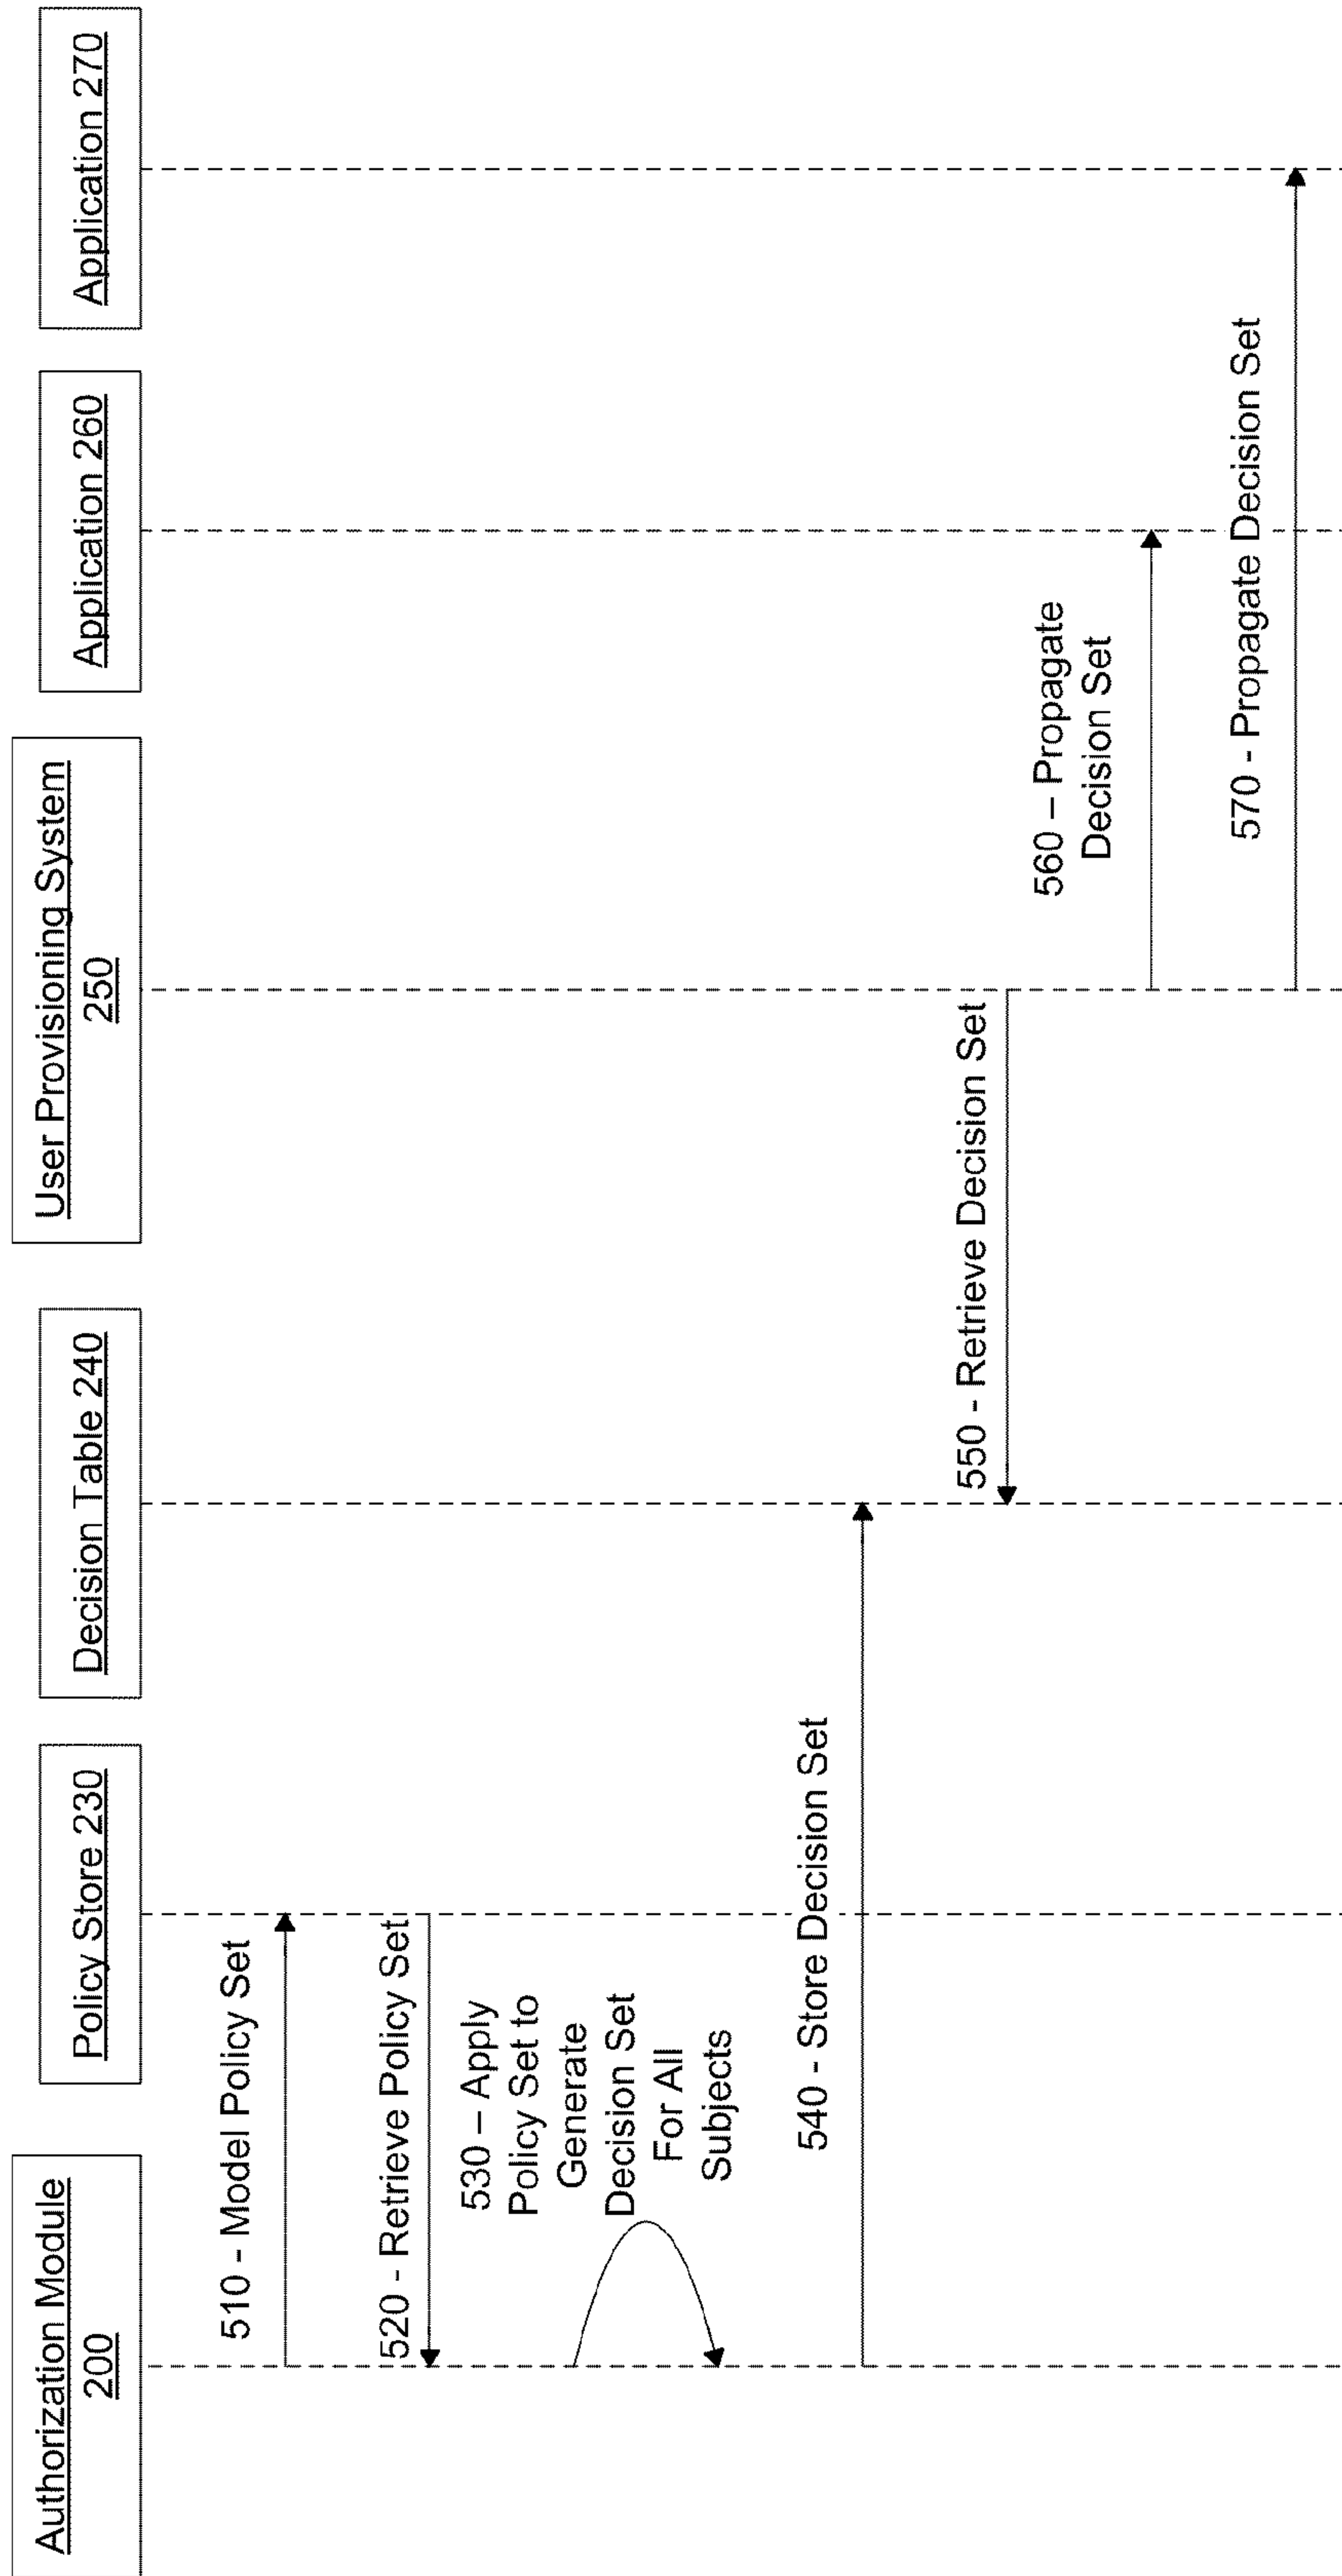 Authorization Module
200
Policy Store 230
Decision Table 240
User Provisioning System
250
Application 260
Application 270
510 - Model Policy Set
520 - Retrieve Policy Set
530 – Apply
Policy Set to
Generate
Decision Set
For All
Subjects
540 - Store Decision Set
550 - Retrieve Decision Set
560 – Propagate
Decision Set
570 - Propagate Decision Set